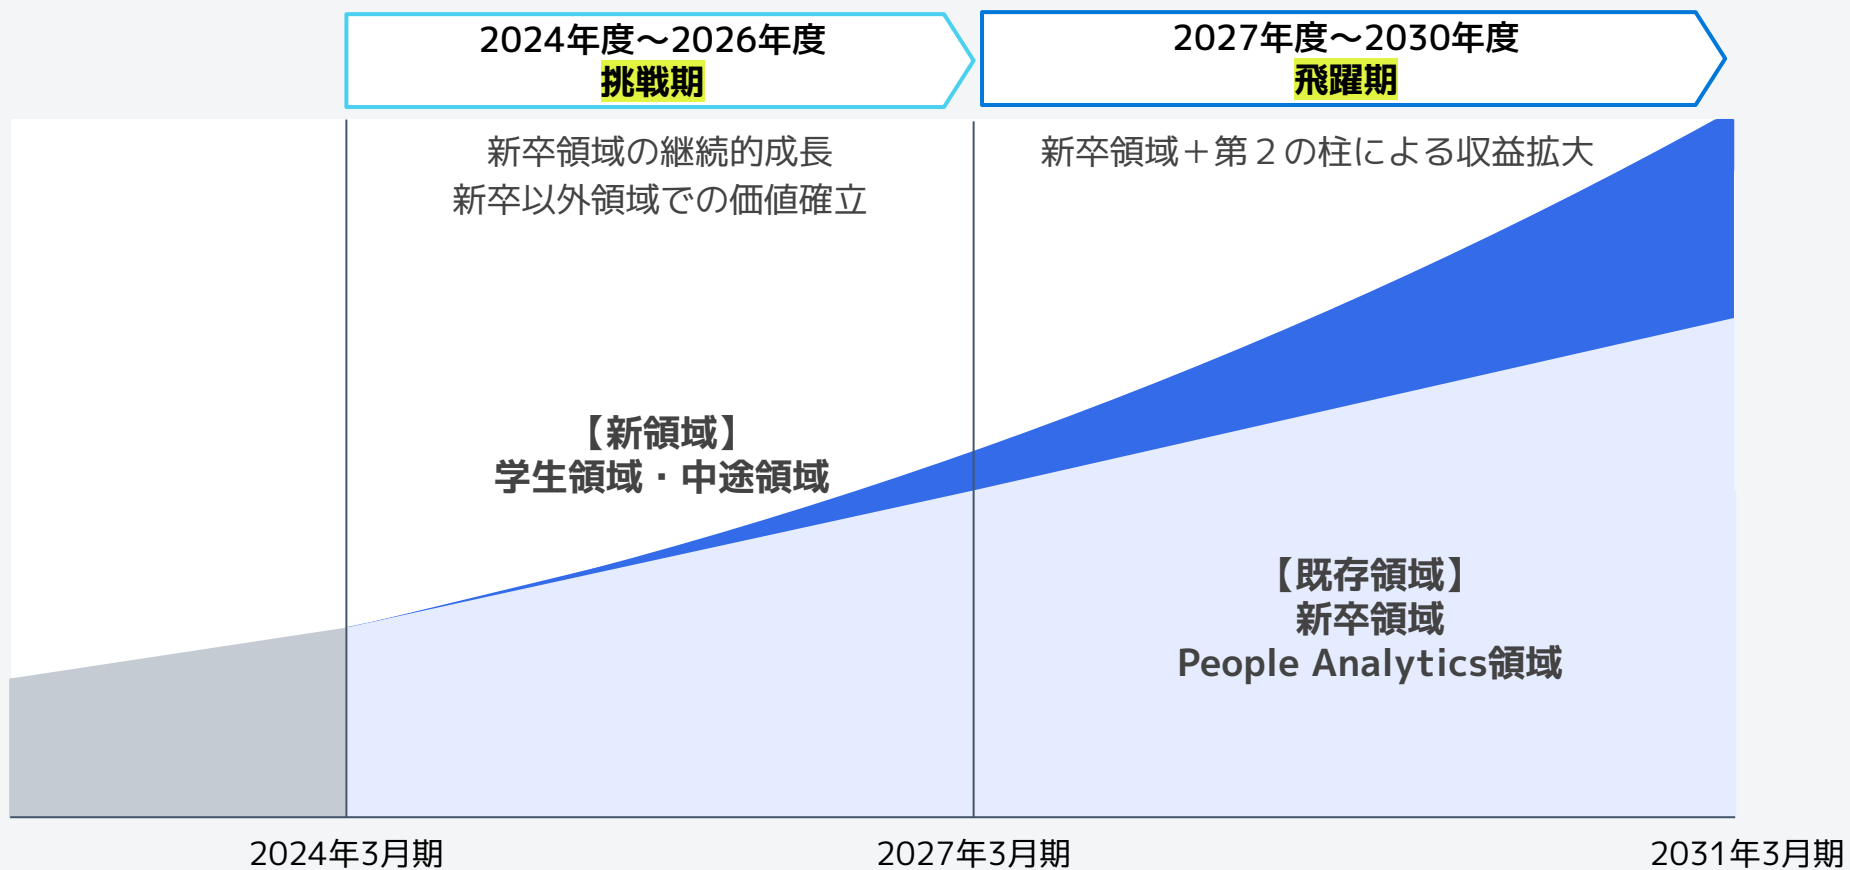 2024年度～2026年度
挑戦期
2027年度～2030年度
飛躍期
新卒領域の継続的成長
新卒以外領域での価値確立
新卒領域＋第２の柱による収益拡大
【新領域】
学生領域・中途領域
【既存領域】
新卒領域
People Analytics領域
2024年3月期
2027年3月期
2031年3月期